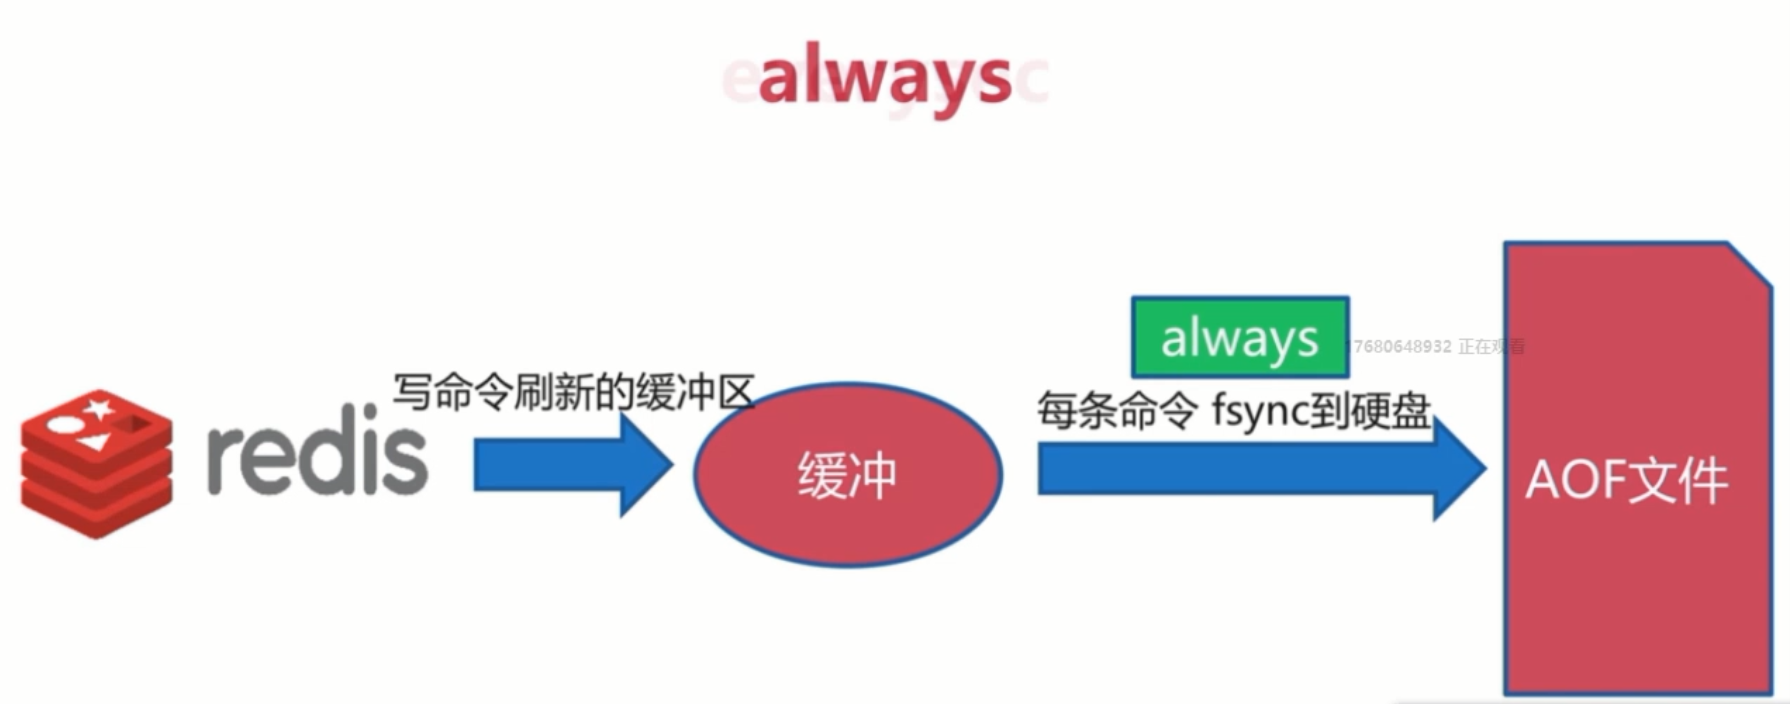 always
写命令刷新的缓冲区
always
17680648932 正在观看
每条命令 fsync到硬盘
redis
缓冲
AOF文件